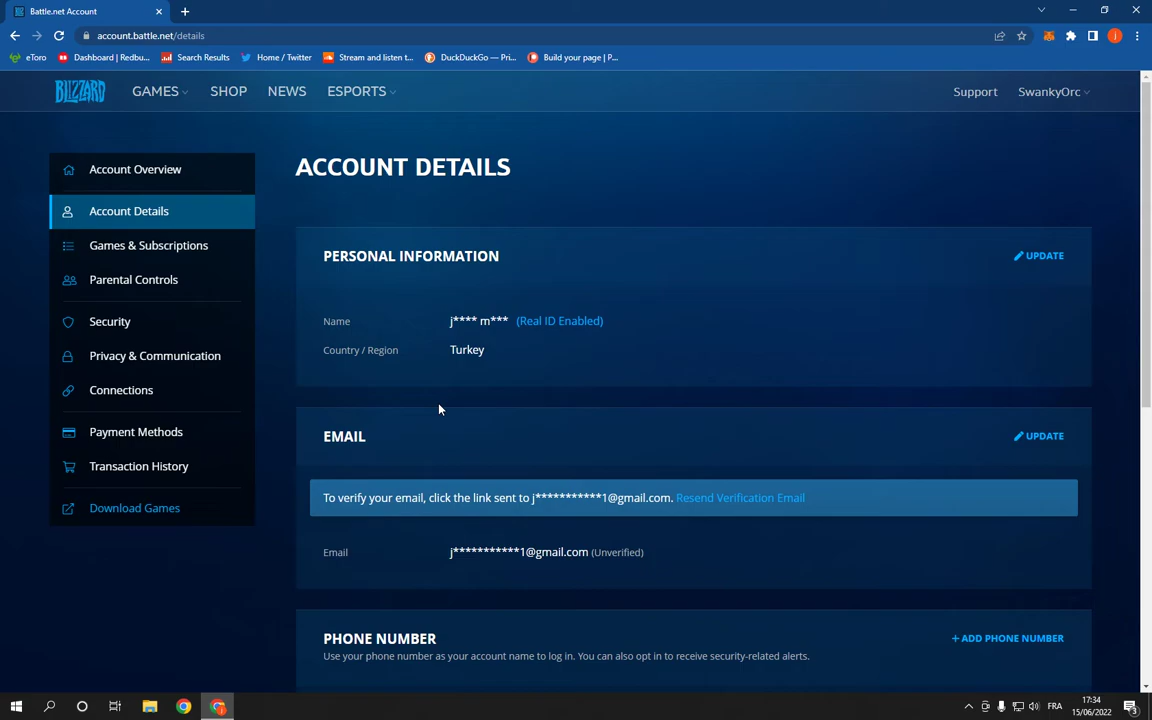 Battle.net Account
account.battle.net/details
eToro
Dashboard | Redbu...
Search Results
Home / Twitter
Stream and listen t...
DuckDuckGo — Pri...
Build your page | P...
BLIZZARD
GAMES
SHOP
NEWS
ESPORTS
Support
SwankyOrc
Account Overview
Account Details
Games & Subscriptions
Parental Controls
Security
Privacy & Communication
Connections
Payment Methods
Transaction History
Download Games
ACCOUNT DETAILS
PERSONAL INFORMATION
UPDATE
Name j**** m*** (Real ID Enabled)
Country / Region Turkey
EMAIL
UPDATE
To verify your email, click the link sent to j***********1@gmail.com. Resend Verification Email
Email j***********1@gmail.com (Unverified)
PHONE NUMBER
+ ADD PHONE NUMBER
Use your phone number as your account name to log in. You can also opt in to receive security-related alerts.
FRA
17:34
15/06/2022
3